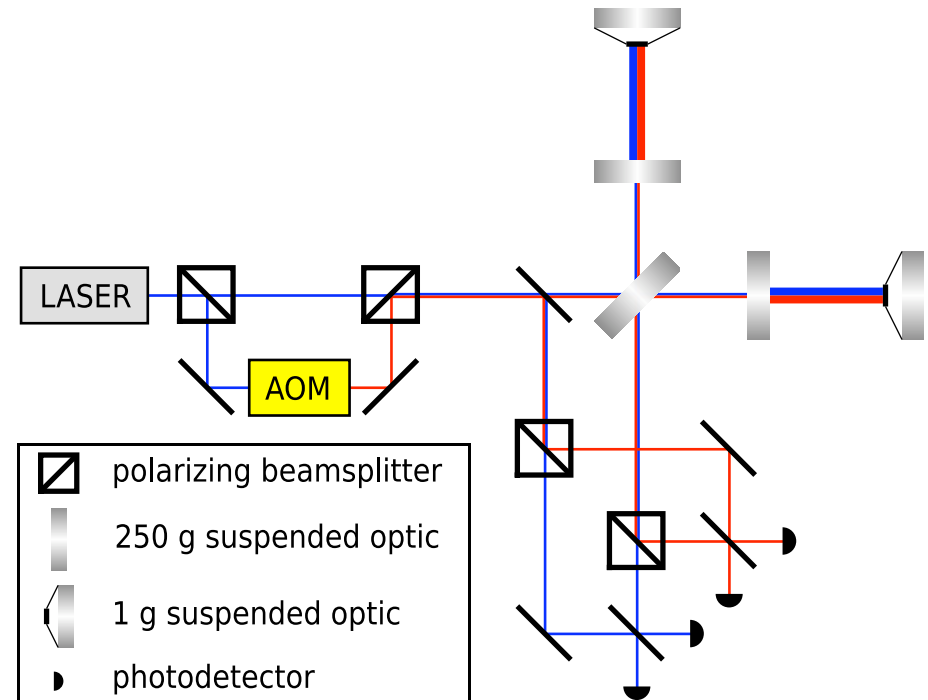 LASER
AOM
polarizing beamsplitter
250 g suspended optic
1 g suspended optic
photodetector